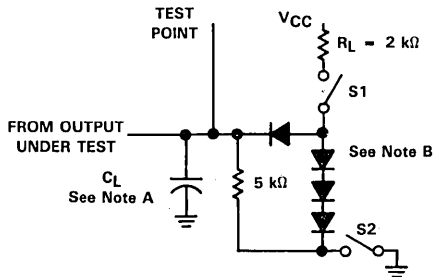 TEST
POINT
VCC
RL = 2 kΩ
S1
FROM OUTPUT
UNDER TEST
See Note B
CL
See Note A
5 kΩ
S2